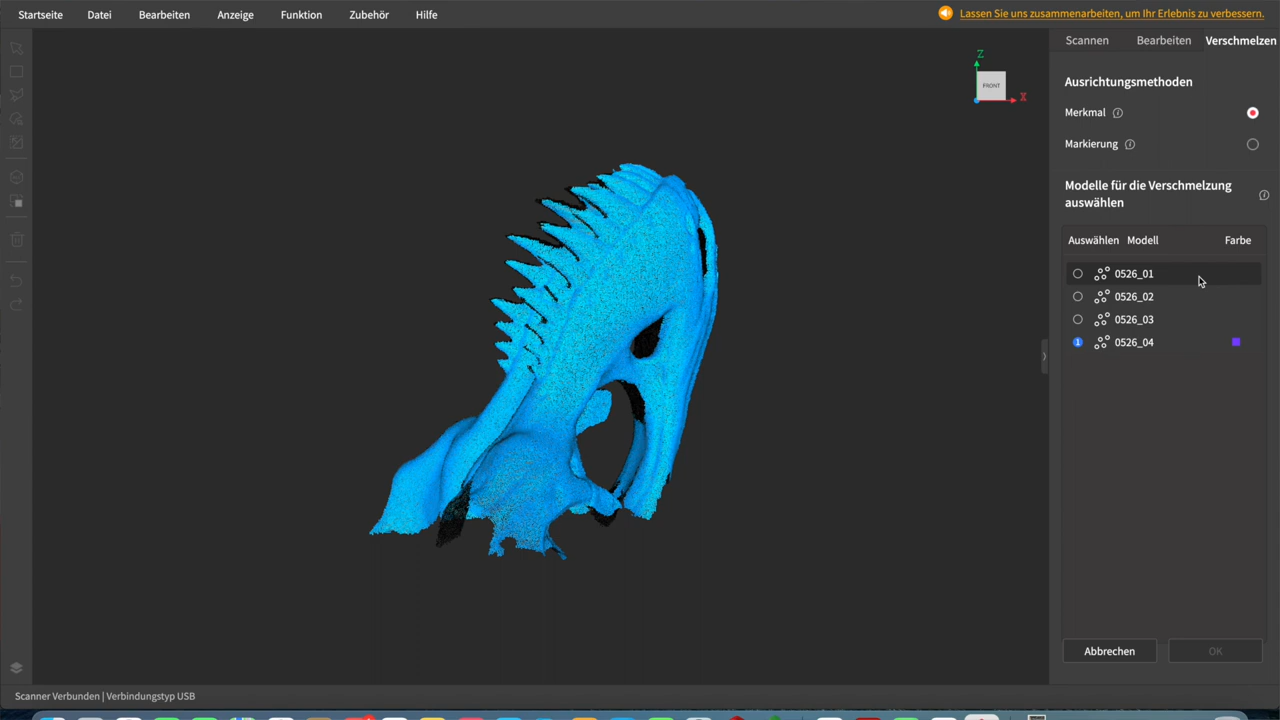 Startseite Datei Bearbeiten Anzeige Funktion Zubehör Hilfe
Lassen Sie uns zusammenarbeiten, um Ihr Erlebnis zu verbessern.
Scannen Bearbeiten Verschmelzen
Z
FRONT
X
Ausrichtungsmethoden
Merkmal
Markierung
Modelle für die Verschmelzung
auswählen
Auswählen Modell Farbe
0526_01
0526_02
0526_03
1 0526_04
Abbrechen OK
Scanner Verbunden | Verbindungstyp USB